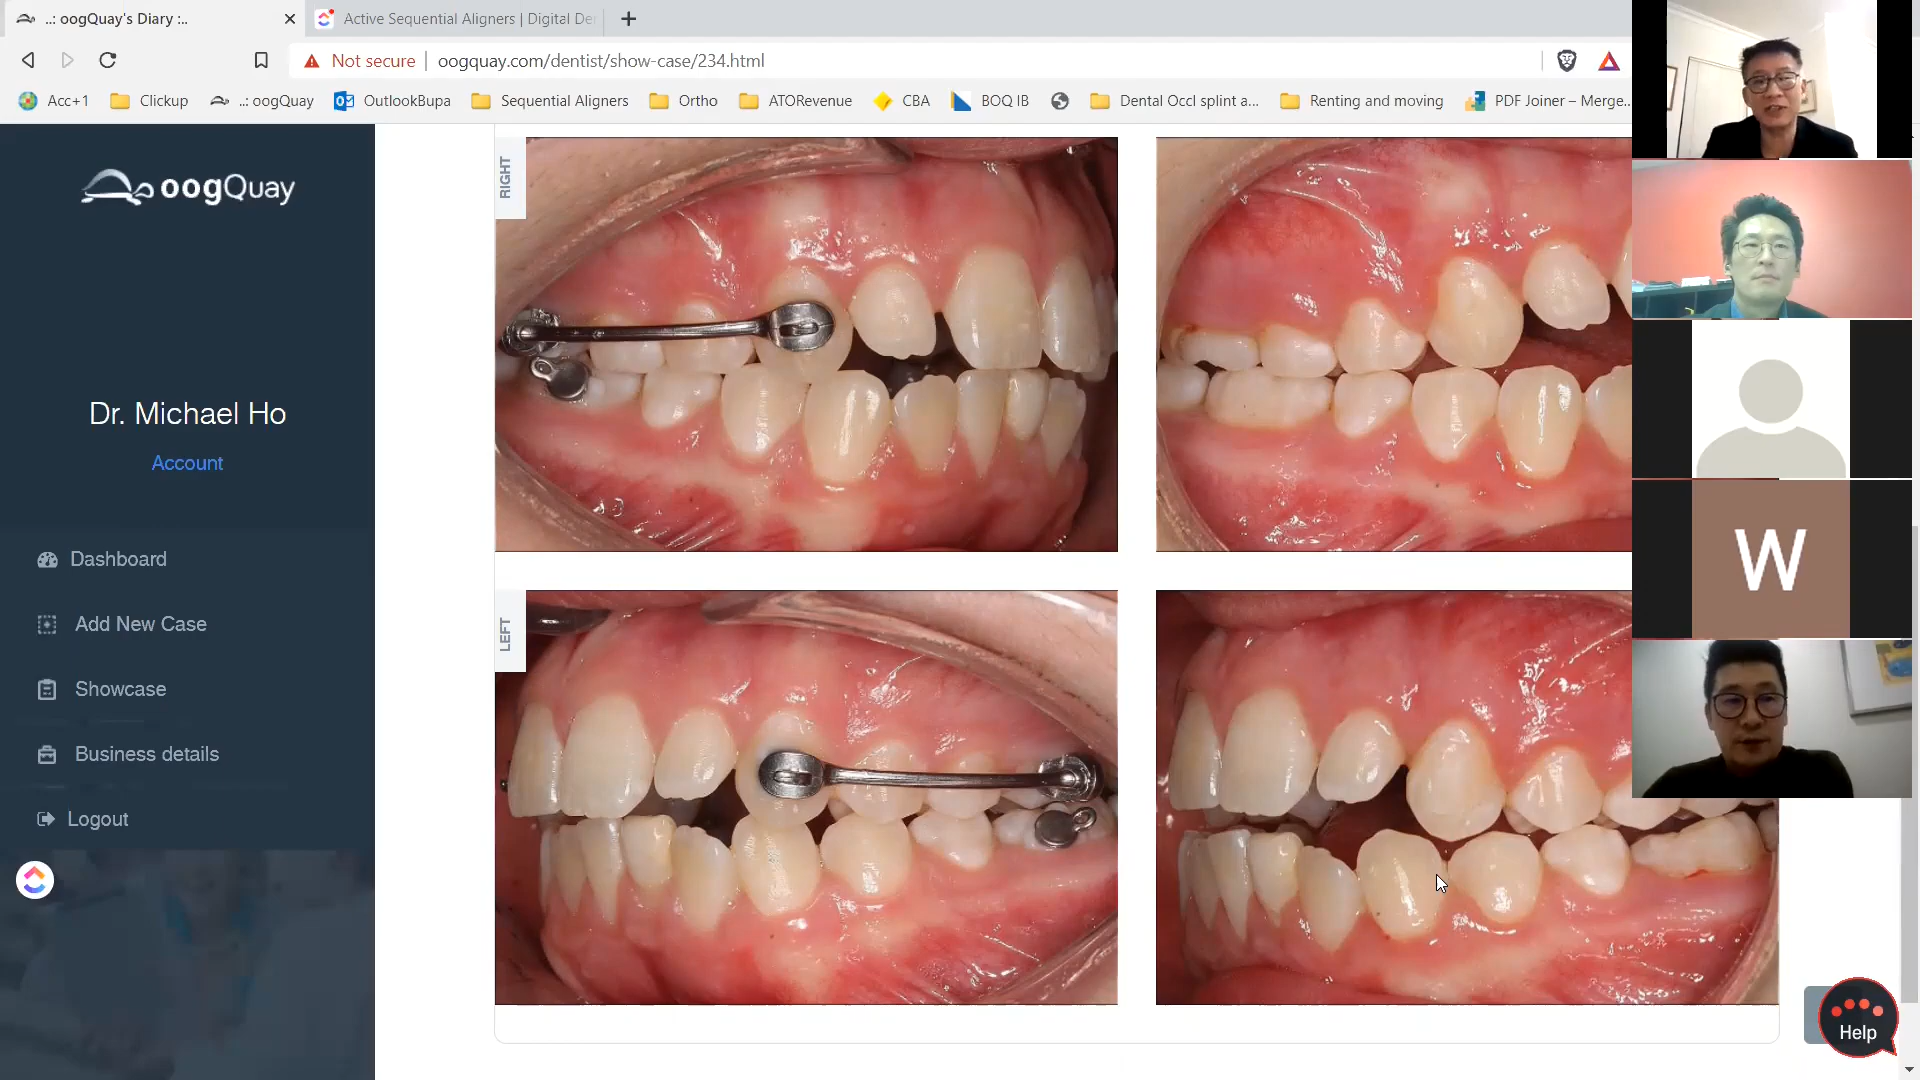 ..: oogQuay's Diary :..
Active Sequential Aligners | Digital De
Not secure
oogquay.com/dentist/show-case/234.html
Acc+1
Clickup
..: oogQuay
OutlookBupa
Sequential Aligners
Ortho
ATORevenue
CBA
BOQ IB
Dental Occl splint a...
Renting and moving
PDF Joiner – Merge...
oogQuay
Dr. Michael Ho
Account
Dashboard
Add New Case
Showcase
Business details
Logout
RIGHT
LEFT
W
Help